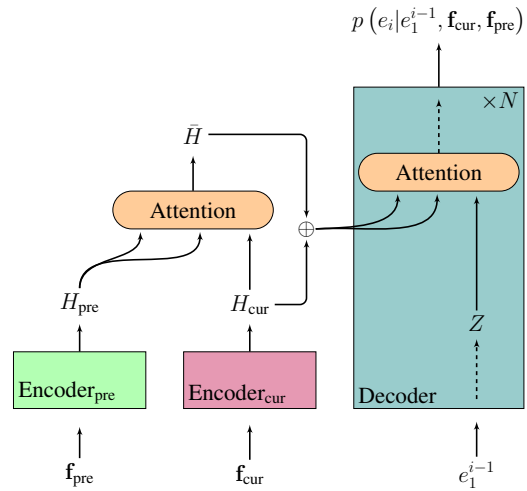 p (e_i|e_1^{i-1}, f_cur, f_pre)
×N
H̄
Attention
Attention
⊕
H_pre
H_cur
Z
Encoder_pre
Encoder_cur
Decoder
f_pre
f_cur
e_1^{i-1}